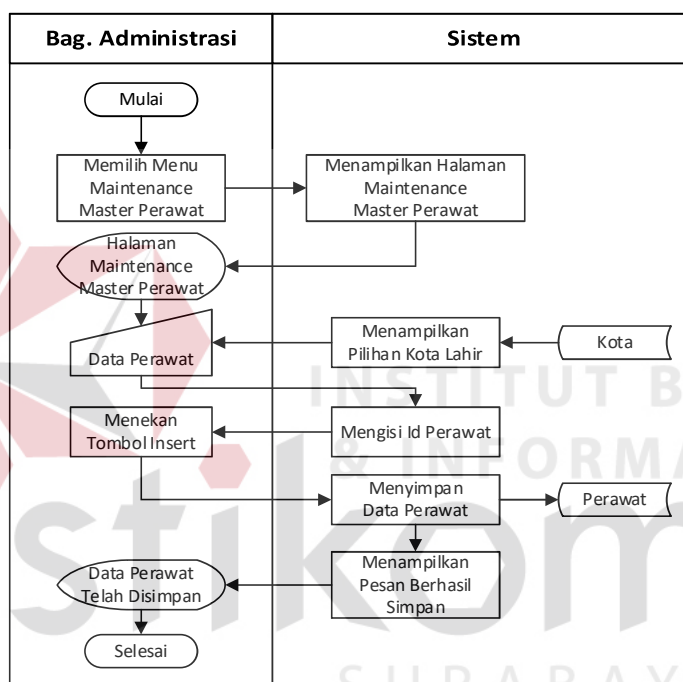 Bag. Administrasi
Sistem
Mulai
Memilih Menu
Maintenance
Master Perawat
Menampilkan Halaman
Maintenance
Master Perawat
Halaman
Maintenance
Master Perawat
Data Perawat
Menampilkan
Pilihan Kota Lahir
Kota
Menekan
Tombol Insert
Mengisi Id Perawat
Menyimpan
Data Perawat
Perawat
Data Perawat
Telah Disimpan
Menampilkan
Pesan Berhasil
Simpan
Selesai
INSTITUT B
& INFORMA
stikom
SURABAY